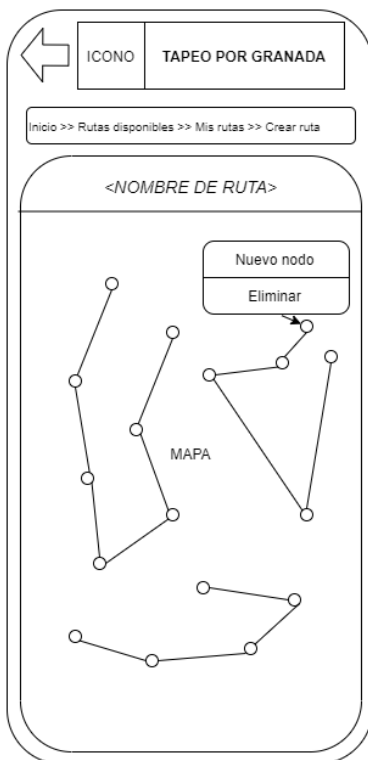 ICONO TAPEO POR GRANADA
Inicio >> Rutas disponibles >> Mis rutas >> Crear ruta
<NOMBRE DE RUTA>
Nuevo nodo
Eliminar
MAPA